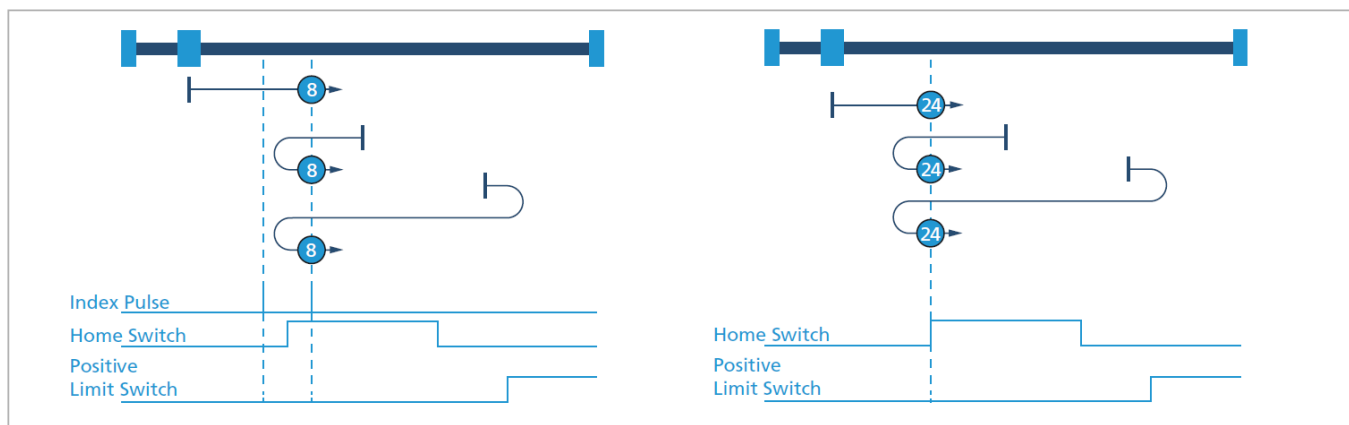 8
24
8
24
8
24
Index Pulse
Home Switch
Positive
Limit Switch
Home Switch
Positive
Limit Switch